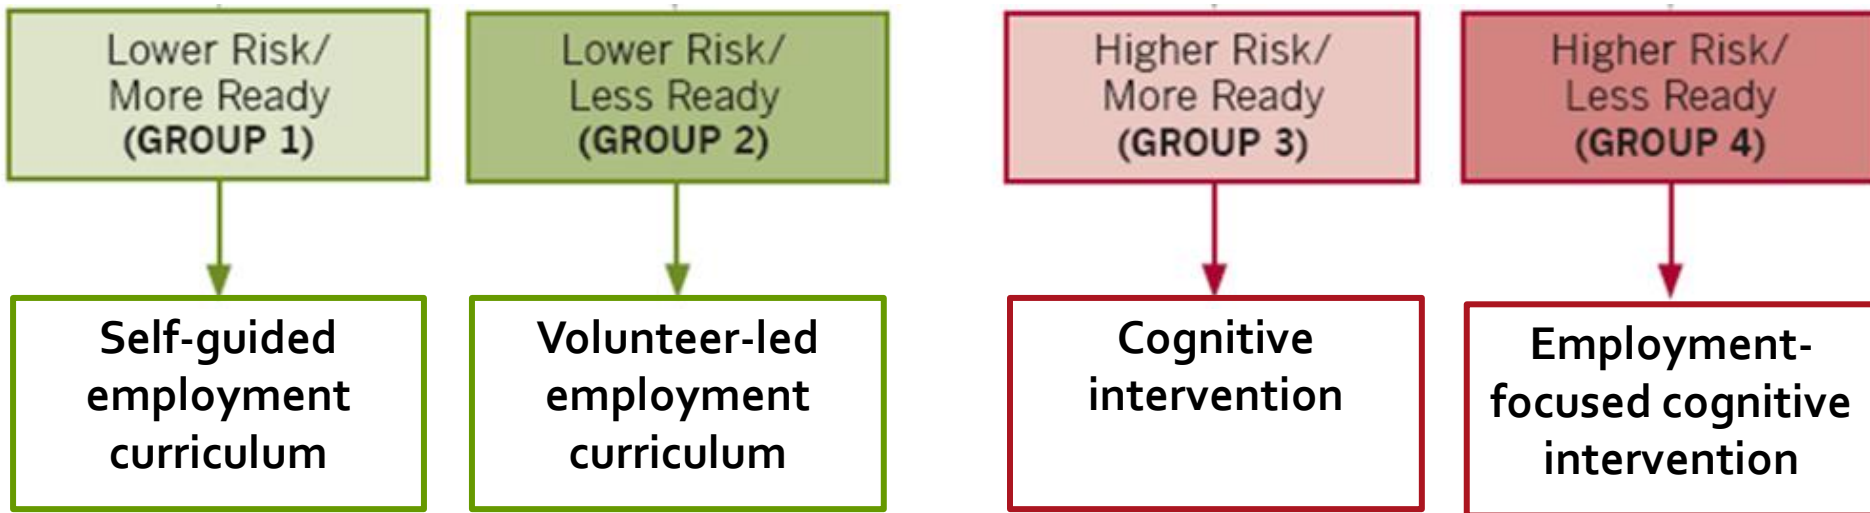 Lower Risk/
More Ready
(GROUP 1)
Lower Risk/
Less Ready
(GROUP 2)
Higher Risk/
More Ready
(GROUP 3)
Higher Risk/
Less Ready
(GROUP 4)
Self-guided
employment
curriculum
Volunteer-led
employment
curriculum
Cognitive
intervention
Employment-
focused cognitive
intervention